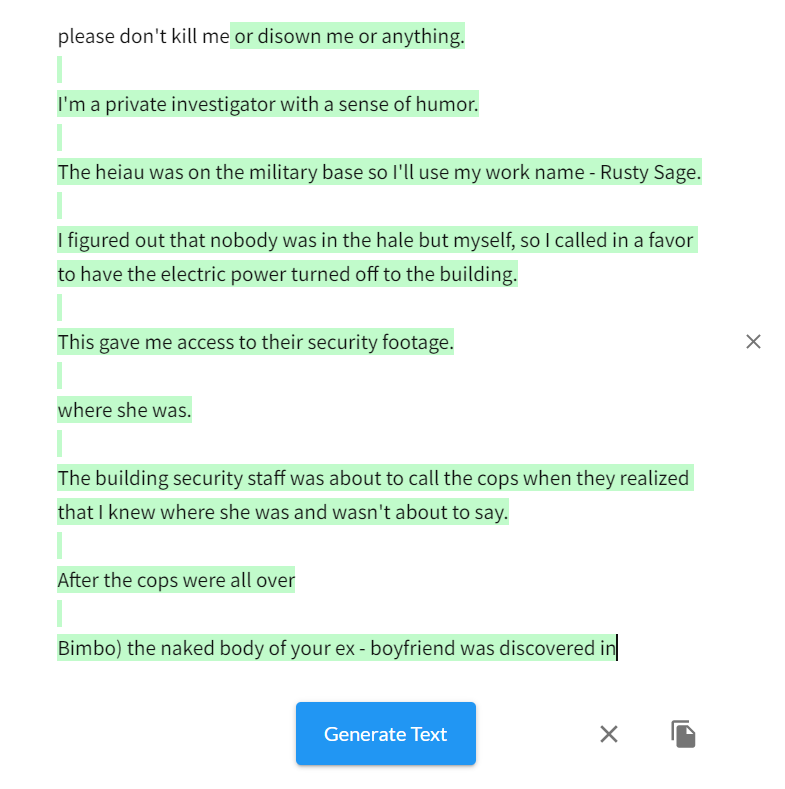 please don't kill me or disown me or anything.
I'm a private investigator with a sense of humor.
The heiau was on the military base so I'll use my work name - Rusty Sage.
I figured out that nobody was in the hale but myself, so I called in a favor
to have the electric power turned off to the building.
This gave me access to their security footage.
where she was.
The building security staff was about to call the cops when they realized
that I knew where she was and wasn't about to say.
After the cops were all over
Bimbo) the naked body of your ex - boyfriend was discovered in
Generate Text